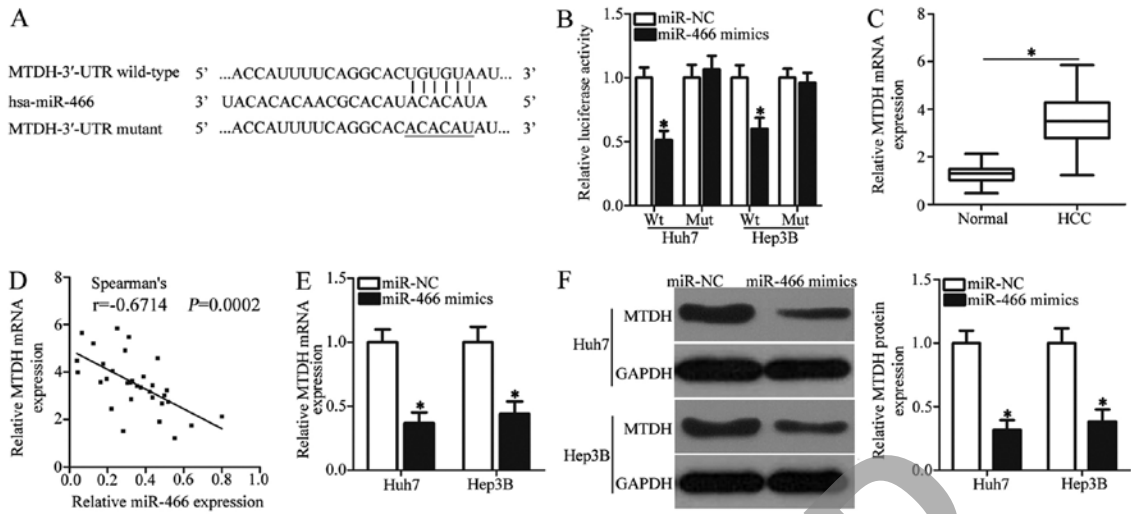 A
MTDH-3′-UTR wild-type 5’ ...ACCAUUUUCAGGCACUGUGUAAU... 3’
hsa-miR-466 3’ UACACACAACGCACAUACACAUA 5’
MTDH-3′-UTR mutant 5’ ...ACCAUUUUCAGGCACACACAUAU... 3’
B
miR-NC
miR-466 mimics
Relative luciferase activity
1.5
1.0
0.5
0.0
*
*
Wt Mut Wt Mut
Huh7 Hep3B
C
Relative MTDH mRNA
expression
8
6
4
2
0
*
Normal HCC
D
Spearman's
r=-0.6714 P=0.0002
Relative MTDH mRNA
expression
8
6
4
2
0
0.0 0.2 0.4 0.6 0.8 1.0
Relative miR-466 expression
E
miR-NC
miR-466 mimics
Relative MTDH mRNA
expression
1.5
1.0
0.5
0.0
*
*
Huh7 Hep3B
F
miR-NC miR-466 mimics
Huh7
MTDH
GAPDH
Hep3B
MTDH
GAPDH
miR-NC
miR-466 mimics
Relative MTDH protein
expression
1.5
1.0
0.5
0.0
*
*
Huh7 Hep3B